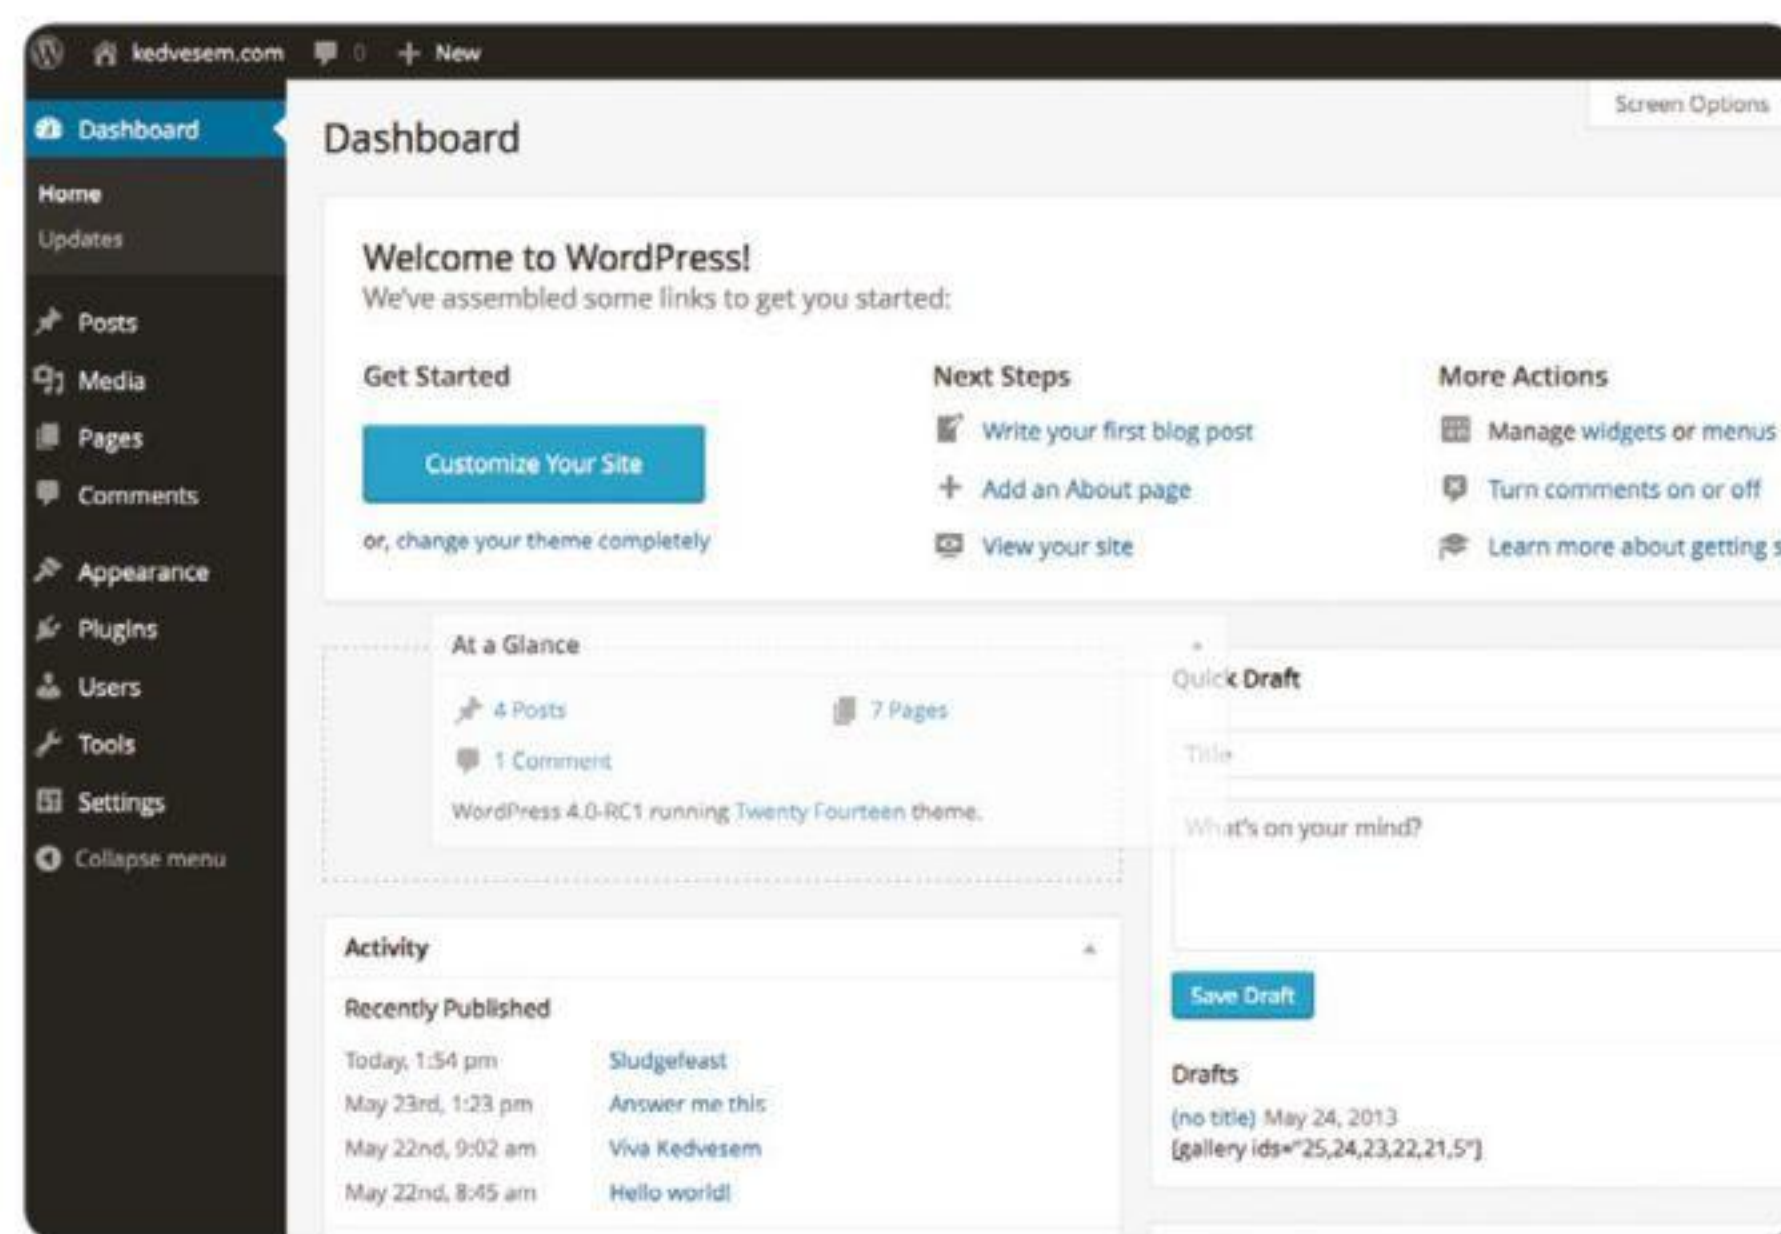 kedvesem.com 0 + New
Screen Options
Dashboard
Home
Updates
Posts
Media
Pages
Comments
Appearance
Plugins
Users
Tools
Settings
Collapse menu
Dashboard
Welcome to WordPress!
We've assembled some links to get you started:
Get Started
Customize Your Site
or, change your theme completely
Next Steps
Write your first blog post
Add an About page
View your site
More Actions
Manage widgets or menus
Turn comments on or off
Learn more about getting s
At a Glance
4 Posts 7 Pages
1 Comment
WordPress 4.0-RC1 running Twenty Fourteen theme.
Activity
Recently Published
Today, 1:54 pm Sludgefeast
May 23rd, 1:23 pm Answer me this
May 22nd, 9:02 am Viva Kedvesem
May 22nd, 8:45 am Hello world!
Quick Draft
Title
What's on your mind?
Save Draft
Drafts
(no title) May 24, 2013
[gallery ids="25,24,23,22,21,5"]